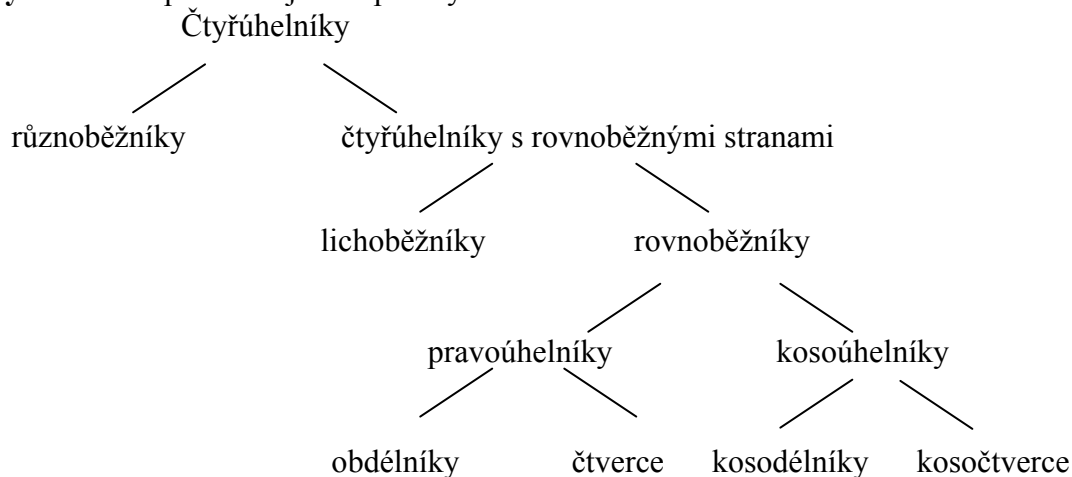 Čtyřúhelníky
různoběžníky čtyřúhelníky s rovnoběžnými stranami
lichoběžníky rovnoběžníky
pravoúhelníky kosoúhelníky
obdélníky čtverce kosodélníky kosočtverce